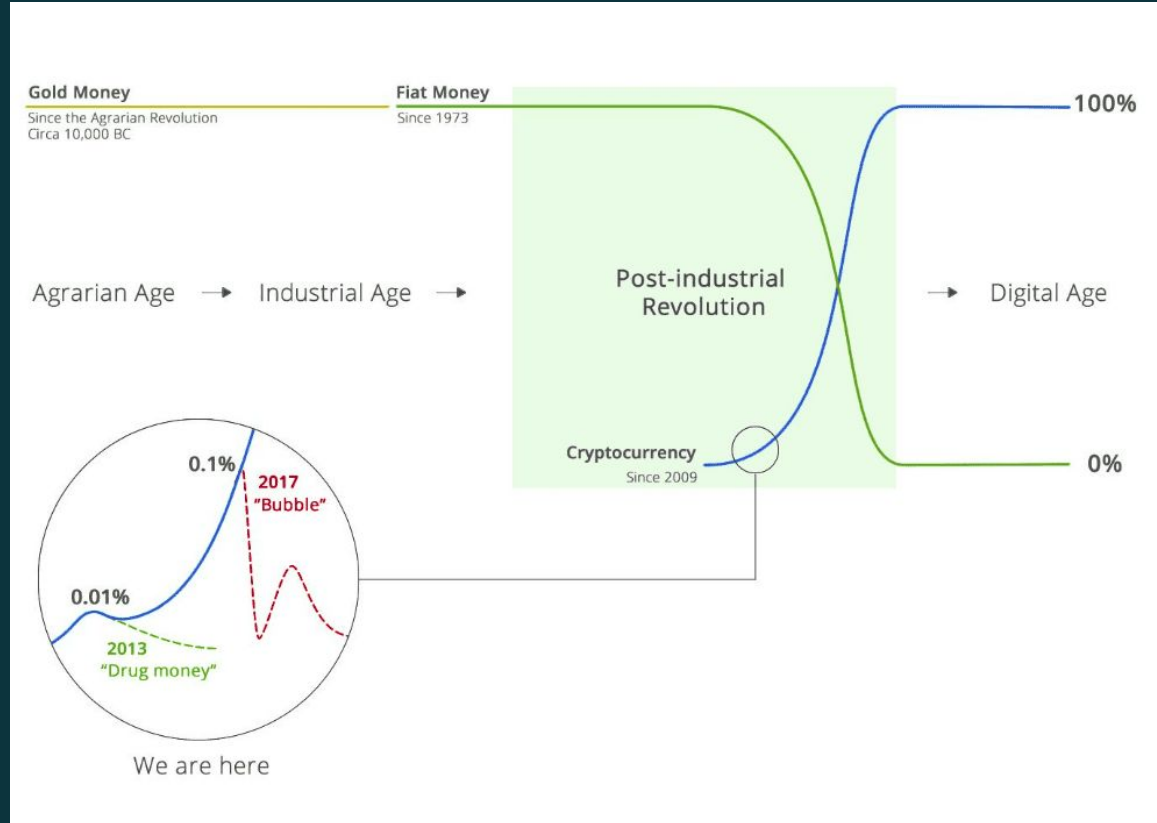 Gold Money
Since the Agrarian Revolution
Circa 10,000 BC
Fiat Money
Since 1973
100%
Agrarian Age
Industrial Age
Post-industrial
Revolution
Digital Age
Cryptocurrency
Since 2009
0%
0.1%
2017
"Bubble"
0.01%
2013
"Drug money"
We are here